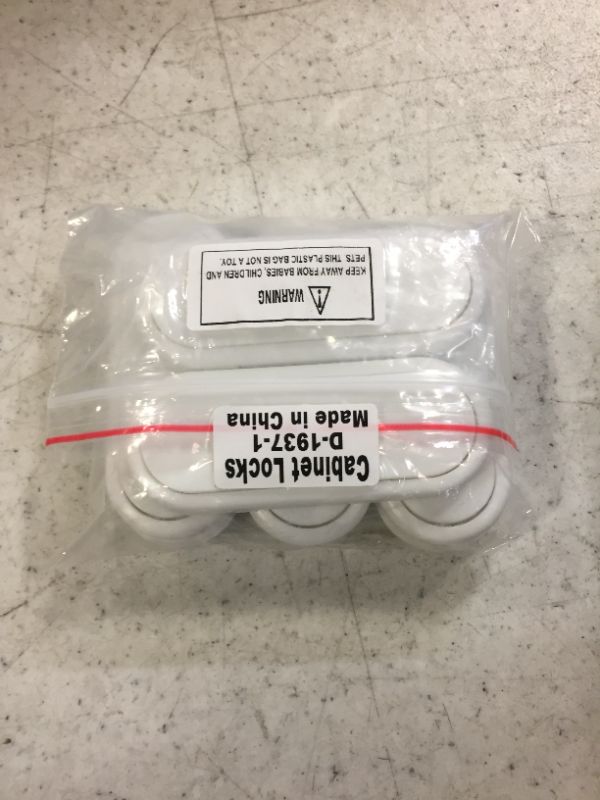 Cabinet Locks
D-1937-1
Made in China
WARNING
KEEP AWAY FROM BABIES, CHILDREN AND
PETS. THIS PLASTIC BAG IS NOT A TOY.